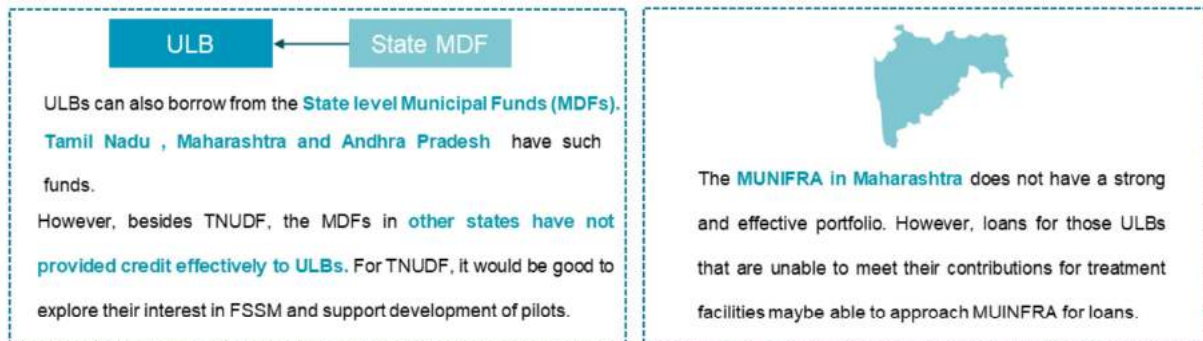 ULB
State MDF
ULBs can also borrow from the State level Municipal Funds (MDFs).
Tamil Nadu , Maharashtra and Andhra Pradesh have such
funds.
However, besides TNUDF, the MDFs in other states have not
provided credit effectively to ULBs. For TNUDF, it would be good to
explore their interest in FSSM and support development of pilots.
The MUNIFRA in Maharashtra does not have a strong
and effective portfolio. However, loans for those ULBs
that are unable to meet their contributions for treatment
facilities maybe able to approach MUINFRA for loans.